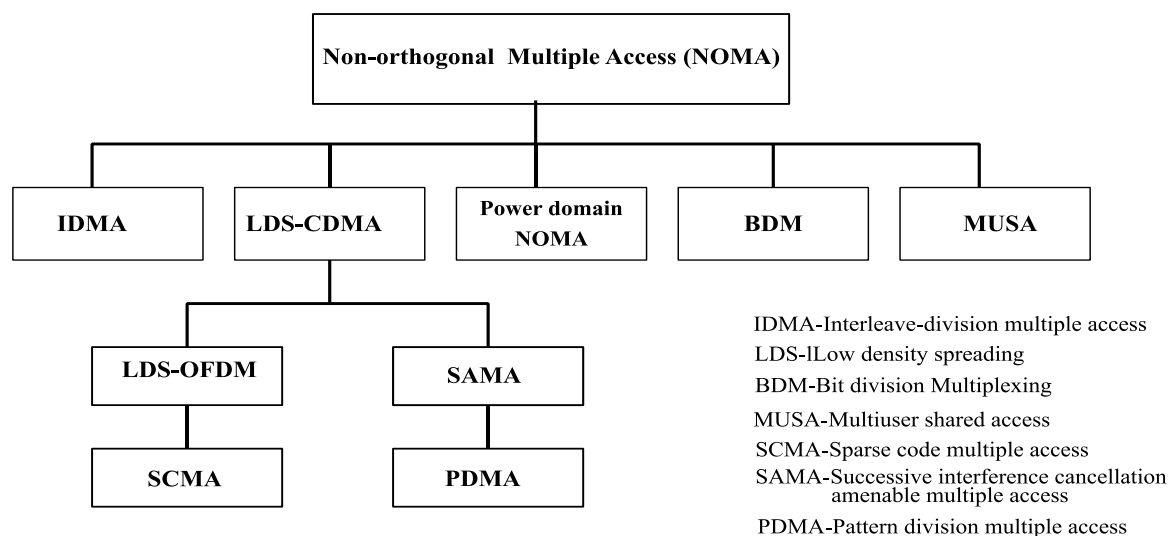 Non-orthogonal Multiple Access (NOMA)
IDMA
LDS-CDMA
Power domain
NOMA
BDM
MUSA
LDS-OFDM
SAMA
SCMA
PDMA
IDMA-Interleave-division multiple access
LDS-lLow density spreading
BDM-Bit division Multiplexing
MUSA-Multiuser shared access
SCMA-Sparse code multiple access
SAMA-Successive interference cancellation
amenable multiple access
PDMA-Pattern division multiple access